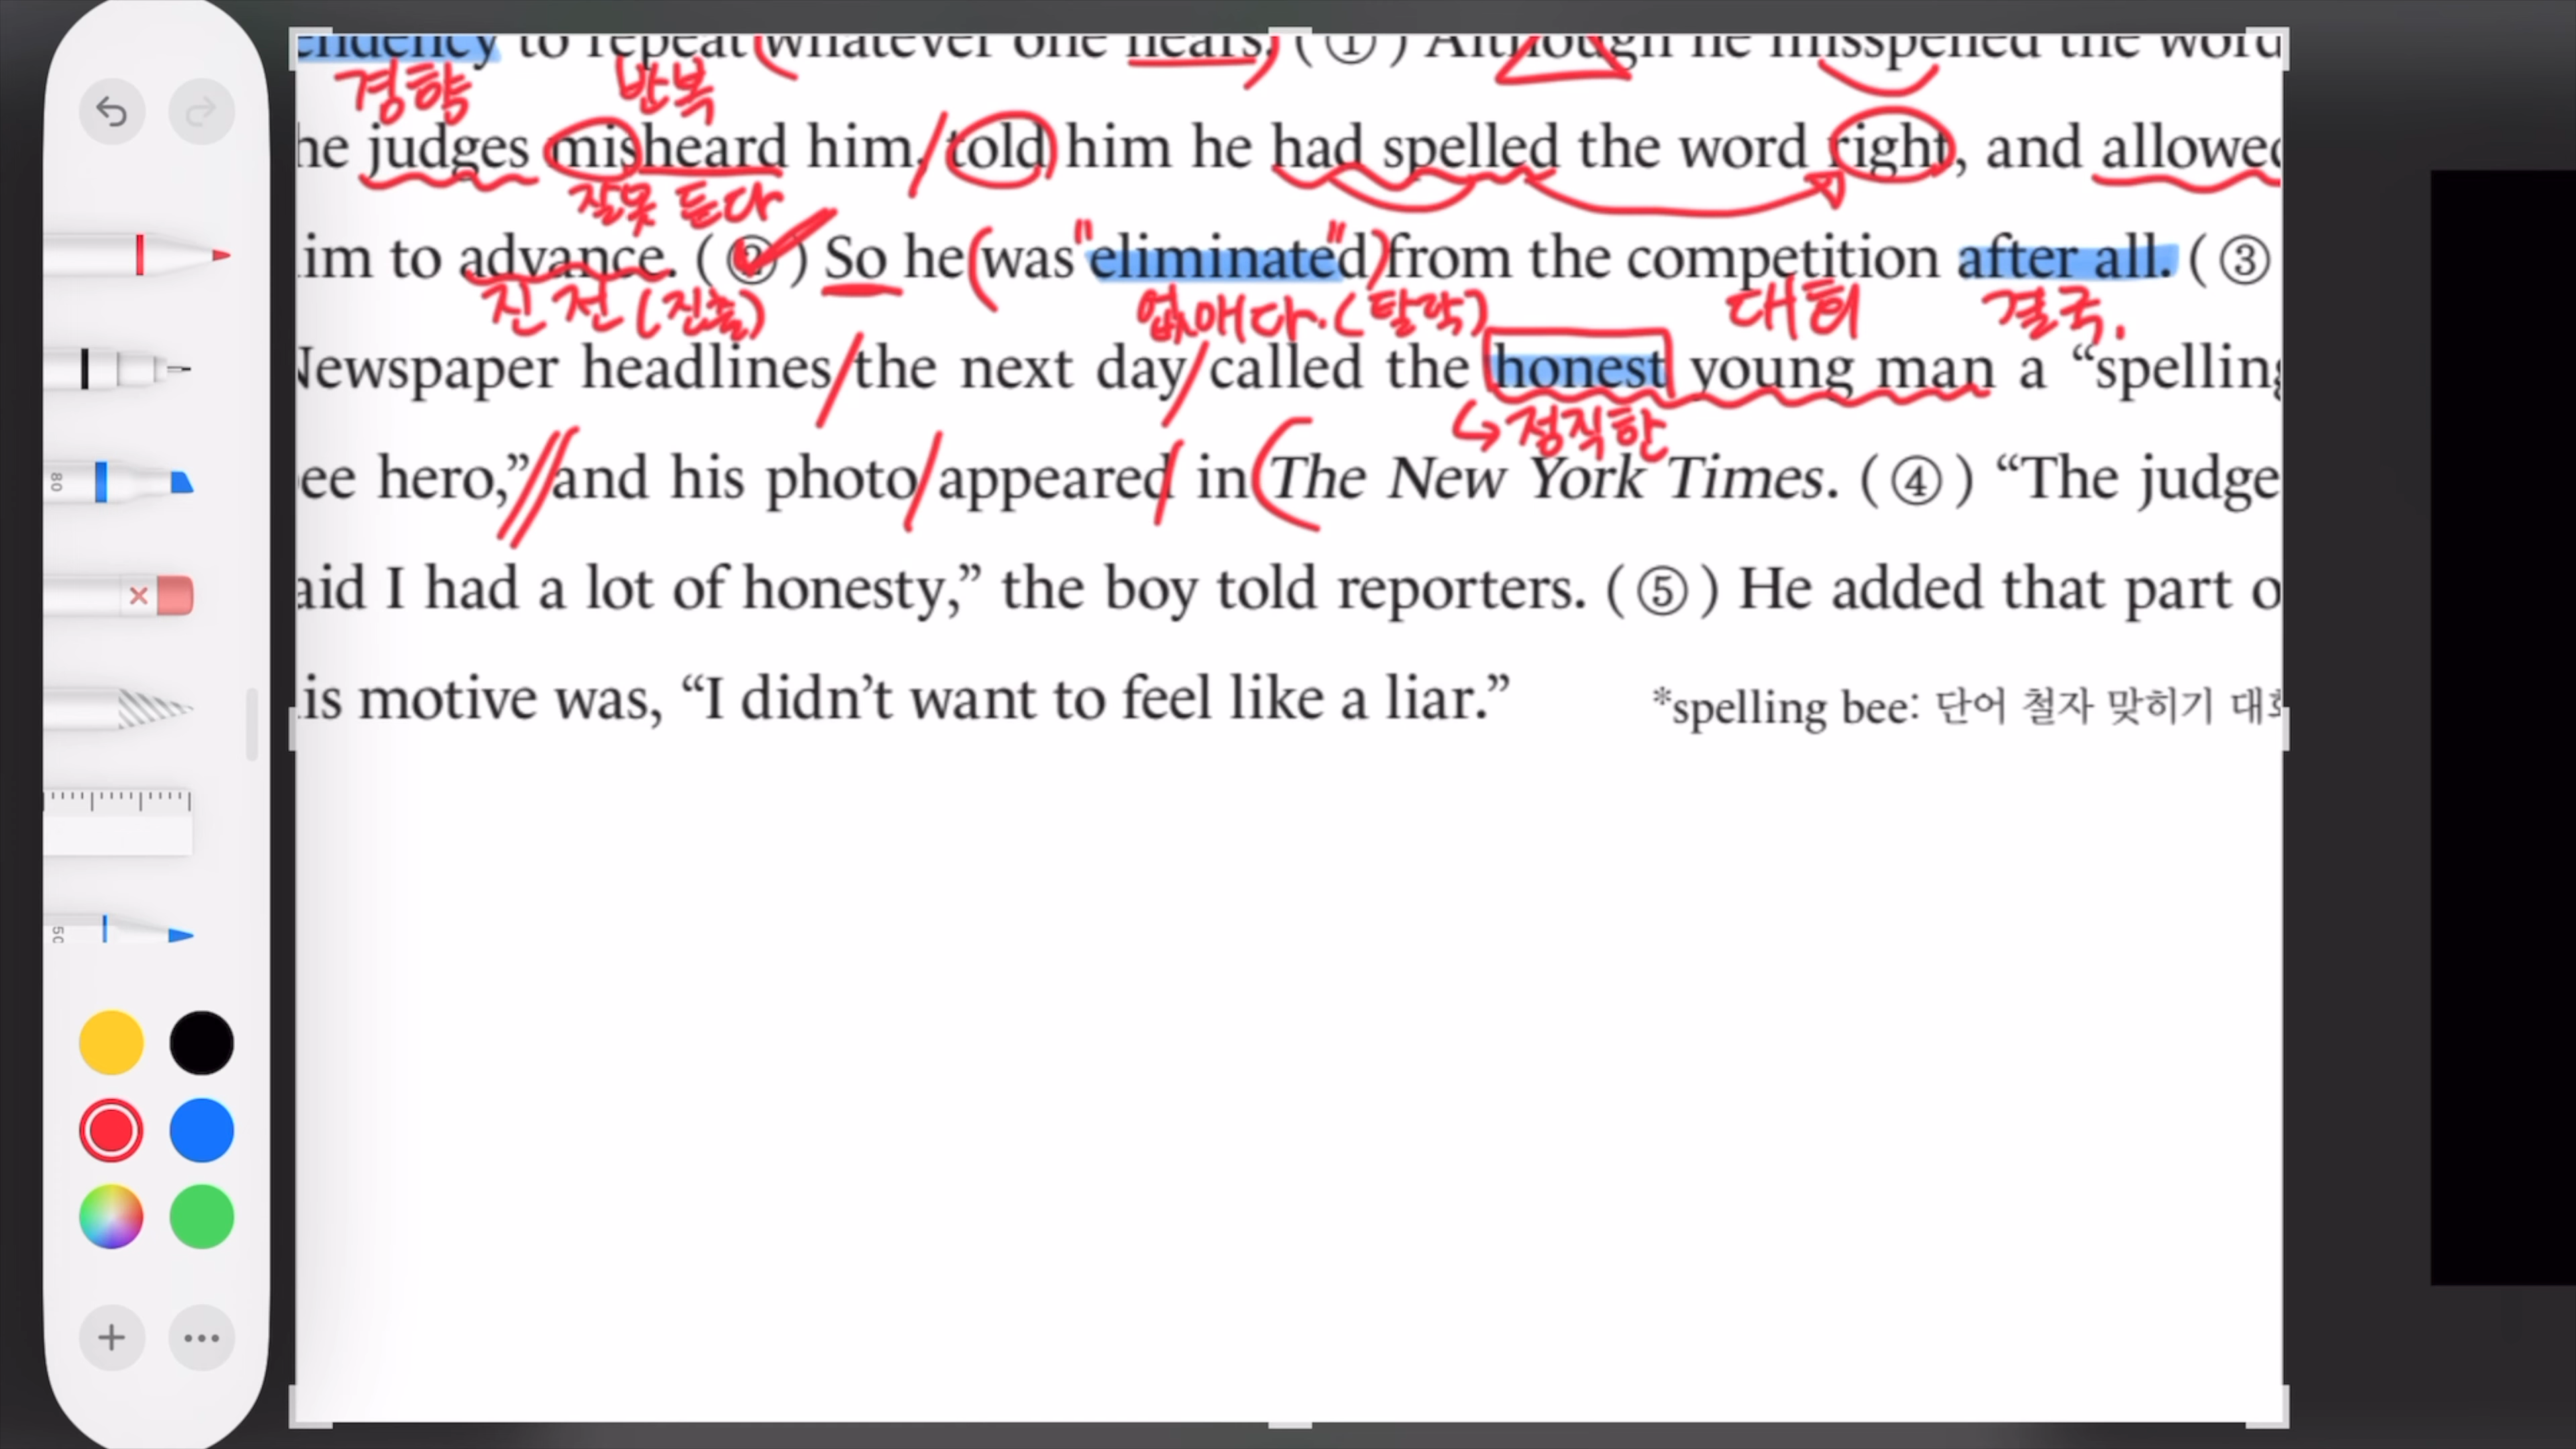 endency to repeat whatever one hears. ( ① ) Although he misspelled the word
경향 반복
he judges misheard him, told him he had spelled the word right, and allowed
잘못 듣다
im to advance. ( ② ) So he was "eliminated" from the competition after all. ( ③
진전 (진출) 없애다. (탈락) 대회 결국.
Newspaper headlines the next day called the honest young man a “spelling
↳ 정직한
ee hero,” and his photo appeared in The New York Times. ( ④ ) “The judge
aid I had a lot of honesty,” the boy told reporters. ( ⑤ ) He added that part o
is motive was, “I didn’t want to feel like a liar.” *spelling bee: 단어 철자 맞히기 대회
80
50